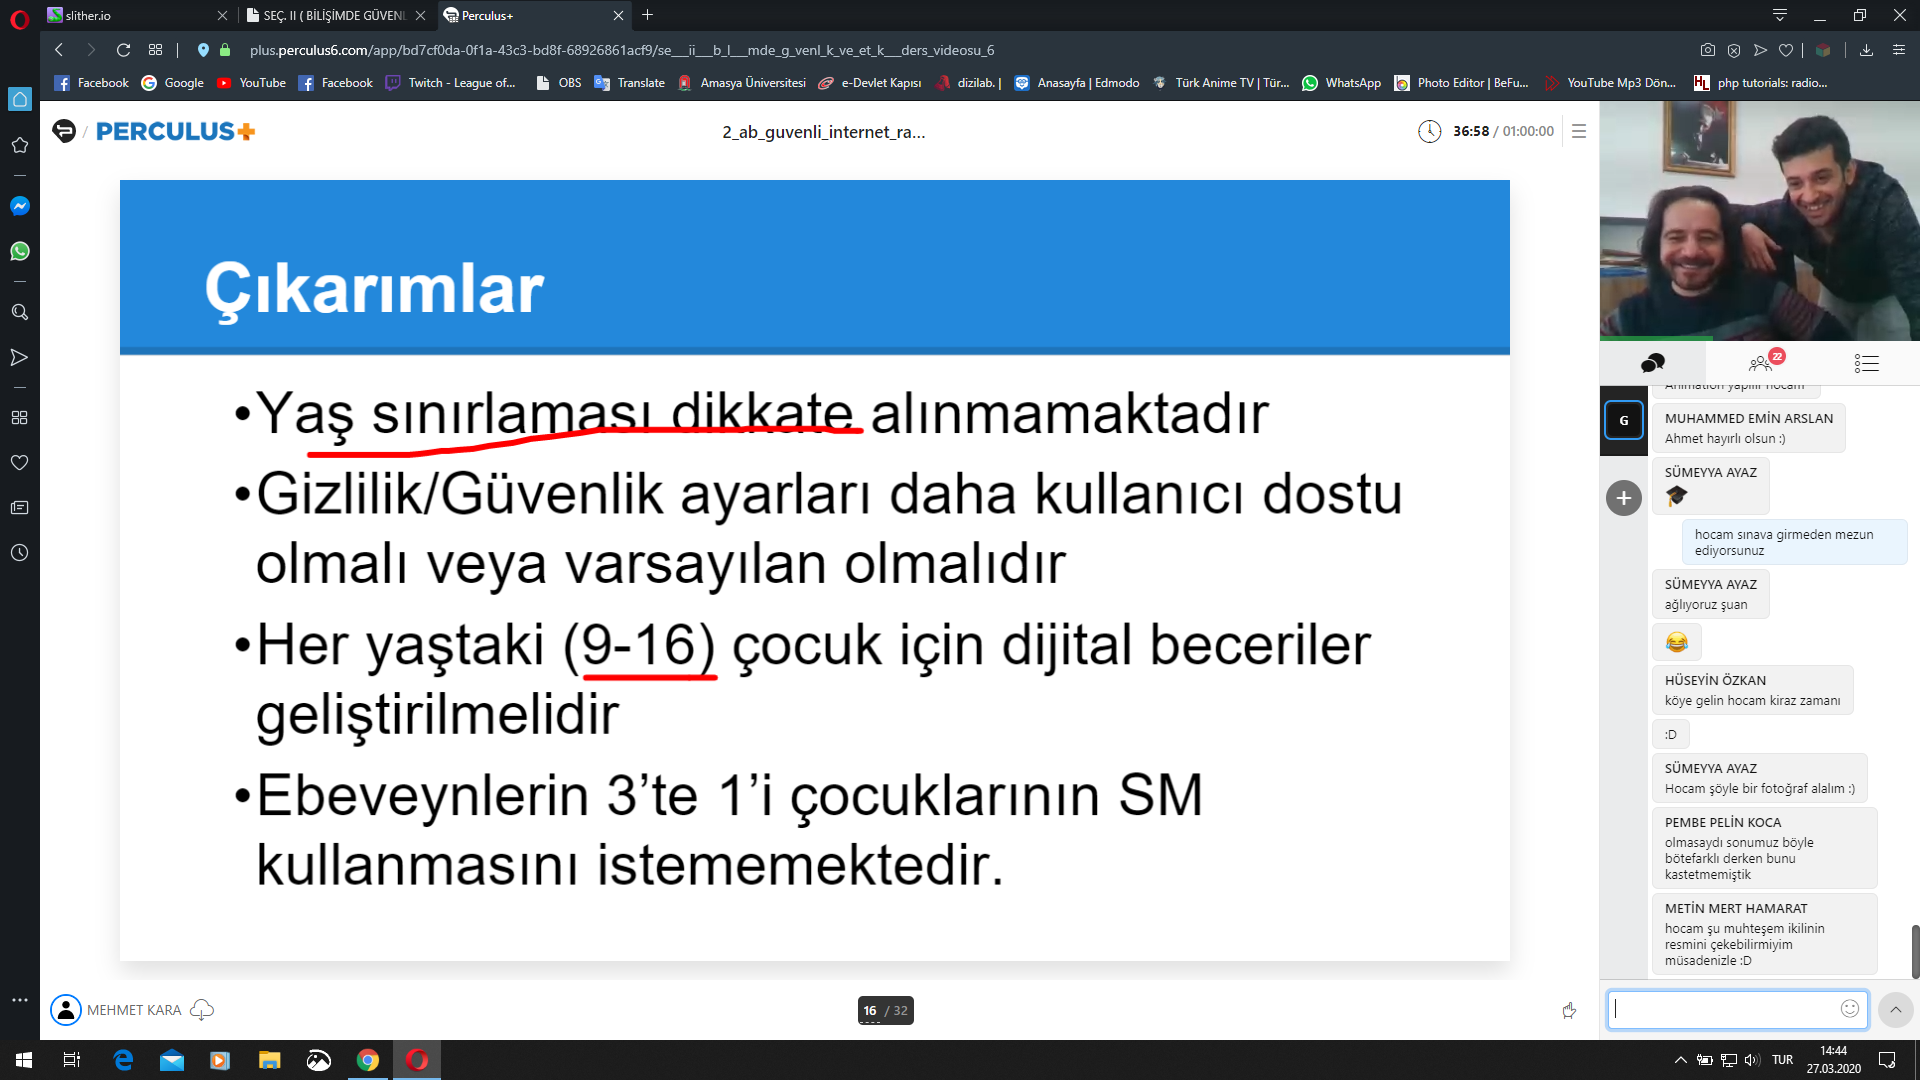 slither.io
SEÇ. II ( BİLİŞİMDE GÜVENL
Perculus+
plus.perculus6.com/app/bd7cf0da-0f1a-43c3-bd8f-68926861acf9/se___ii___b_l___mde_g_venl_k_ve_et_k___ders_videosu_6
Facebook
Google
YouTube
Facebook
Twitch - League of...
OBS
Translate
Amasya Üniversitesi
e-Devlet Kapısı
dizilab. |
Anasayfa | Edmodo
Türk Anime TV | Tür...
WhatsApp
Photo Editor | BeFu...
YouTube Mp3 Dön...
php tutorials: radio...
/ PERCULUS+
2_ab_guvenli_internet_ra...
36:58 / 01:00:00
Çıkarımlar
•Yaş sınırlaması dikkate alınmamaktadır
•Gizlilik/Güvenlik ayarları daha kullanıcı dostu
olmalı veya varsayılan olmalıdır
•Her yaştaki (9-16) çocuk için dijital beceriler
geliştirilmelidir
•Ebeveynlerin 3’te 1’i çocuklarının SM
kullanmasını istememektedir.
22
G
Animation yapılır hocam
MUHAMMED EMİN ARSLAN
Ahmet hayırlı olsun :)
SÜMEYYA AYAZ
🎓
hocam sınava girmeden mezun
ediyorsunuz
SÜMEYYA AYAZ
ağlıyoruz şuan
😂
HÜSEYİN ÖZKAN
köye gelin hocam kiraz zamanı
:D
SÜMEYYA AYAZ
Hocam şöyle bir fotoğraf alalım :)
PEMBE PELİN KOCA
olmasaydı sonumuz böyle
bötefarklı derken bunu
kastetmemiştik
METİN MERT HAMARAT
hocam şu muhteşem ikilinin
resmini çekebilirmiyim
müsadenizle :D
MEHMET KARA
16 / 32
TUR
14:44
27.03.2020